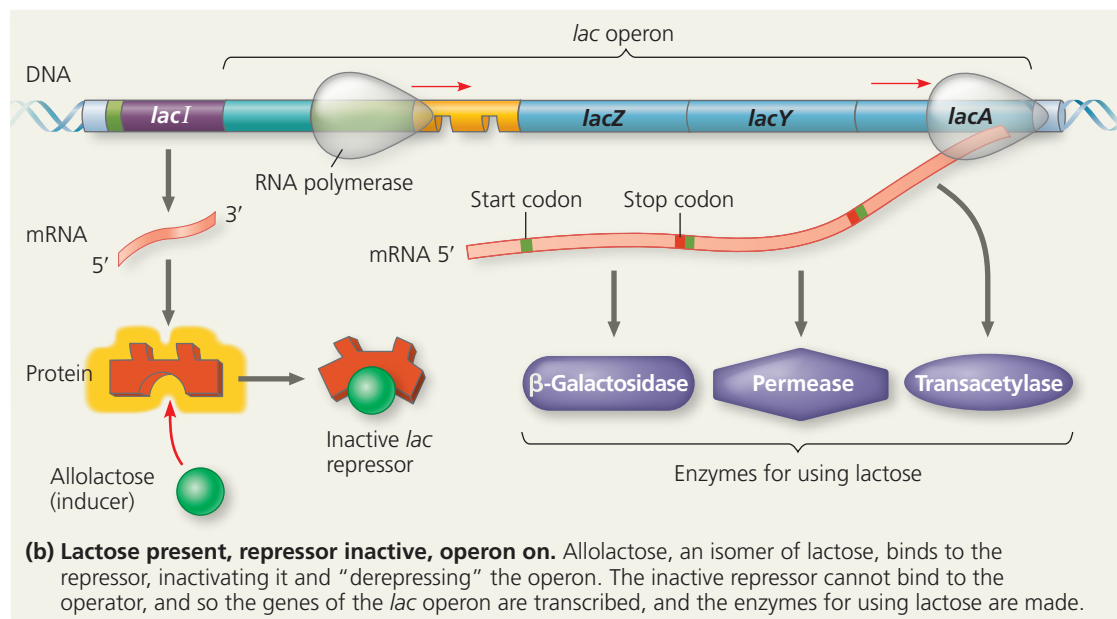 lac operon
DNA
lacI
lacZ
lacY
lacA
RNA polymerase
Start codon
Stop codon
3′
mRNA
5′
mRNA 5′
Protein
β-Galactosidase
Permease
Transacetylase
Inactive lac
repressor
Enzymes for using lactose
Allolactose
(inducer)
(b) Lactose present, repressor inactive, operon on. Allolactose, an isomer of lactose, binds to the
repressor, inactivating it and “derepressing” the operon. The inactive repressor cannot bind to the
operator, and so the genes of the lac operon are transcribed, and the enzymes for using lactose are made.